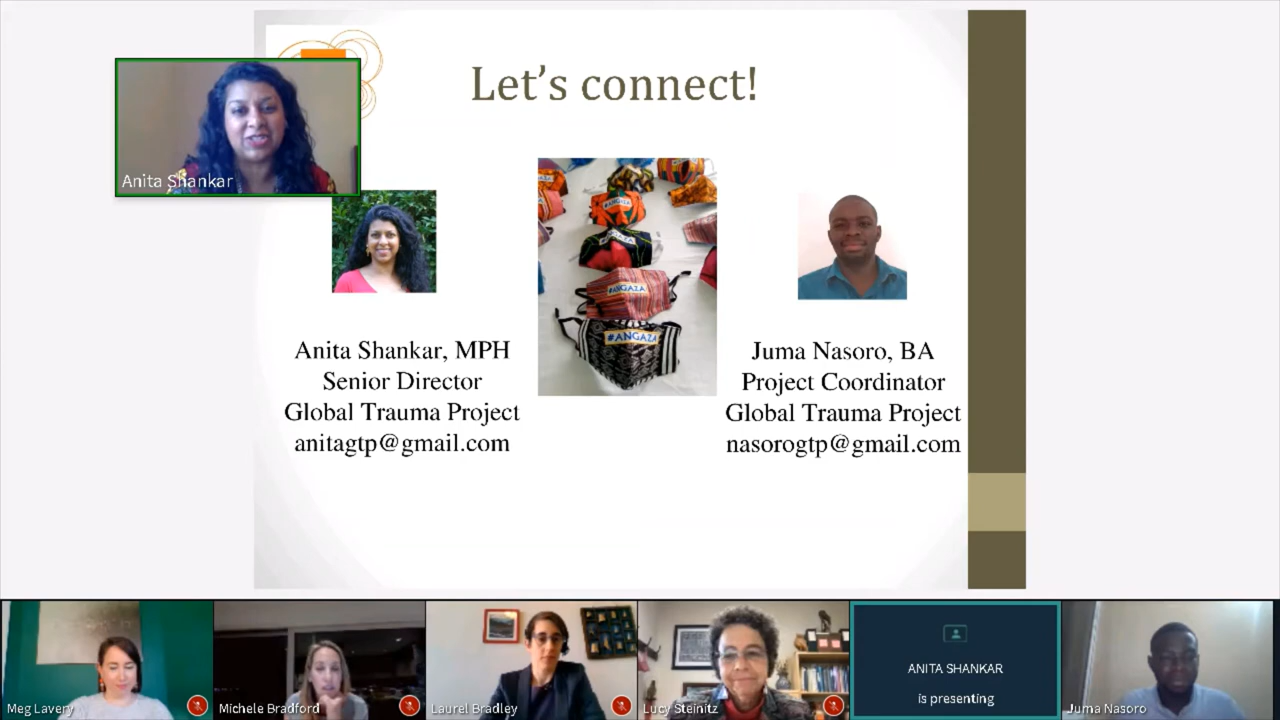 Let's connect!
Anita Shankar
#ANGAZA
#ANGAZA
#ANGAZA
#ANGAZA
Anita Shankar, MPH
Senior Director
Global Trauma Project
anitagtp@gmail.com
Juma Nasoro, BA
Project Coordinator
Global Trauma Project
nasorogtp@gmail.com
Meg Lavery
Michele Bradford
Laurel Bradley
Lucy Steinitz
ANITA SHANKAR
is presenting
Juma Nasoro